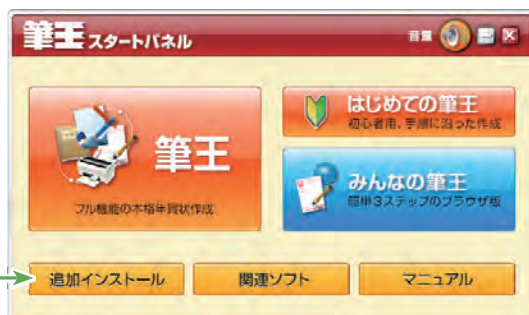 筆王 スタートパネル
音量
筆王
フル機能の本格年賀状作成
はじめての筆王
初心者用、手順に沿った作成
みんなの筆王
簡単3ステップのブラウザ版
追加インストール
関連ソフト
マニュアル